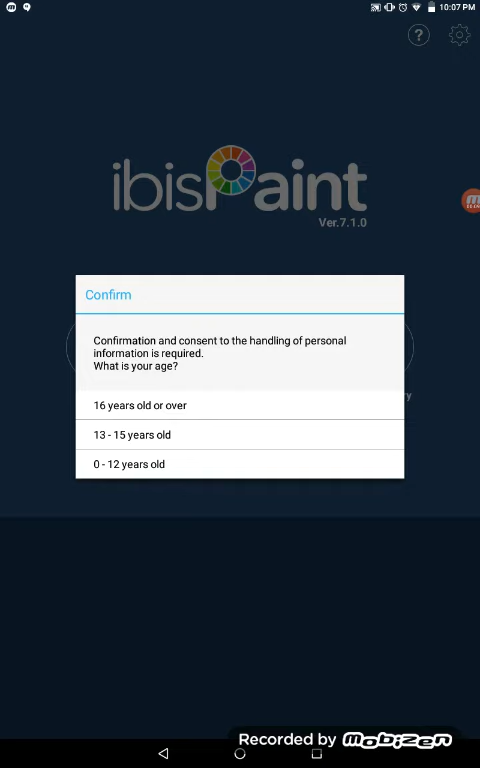 10:07 PM
?
ibisPaint
Ver.7.1.0
Confirm
Confirmation and consent to the handling of personal
information is required.
What is your age?
ry
16 years old or over
13 - 15 years old
0 - 12 years old
Recorded by Mobizen